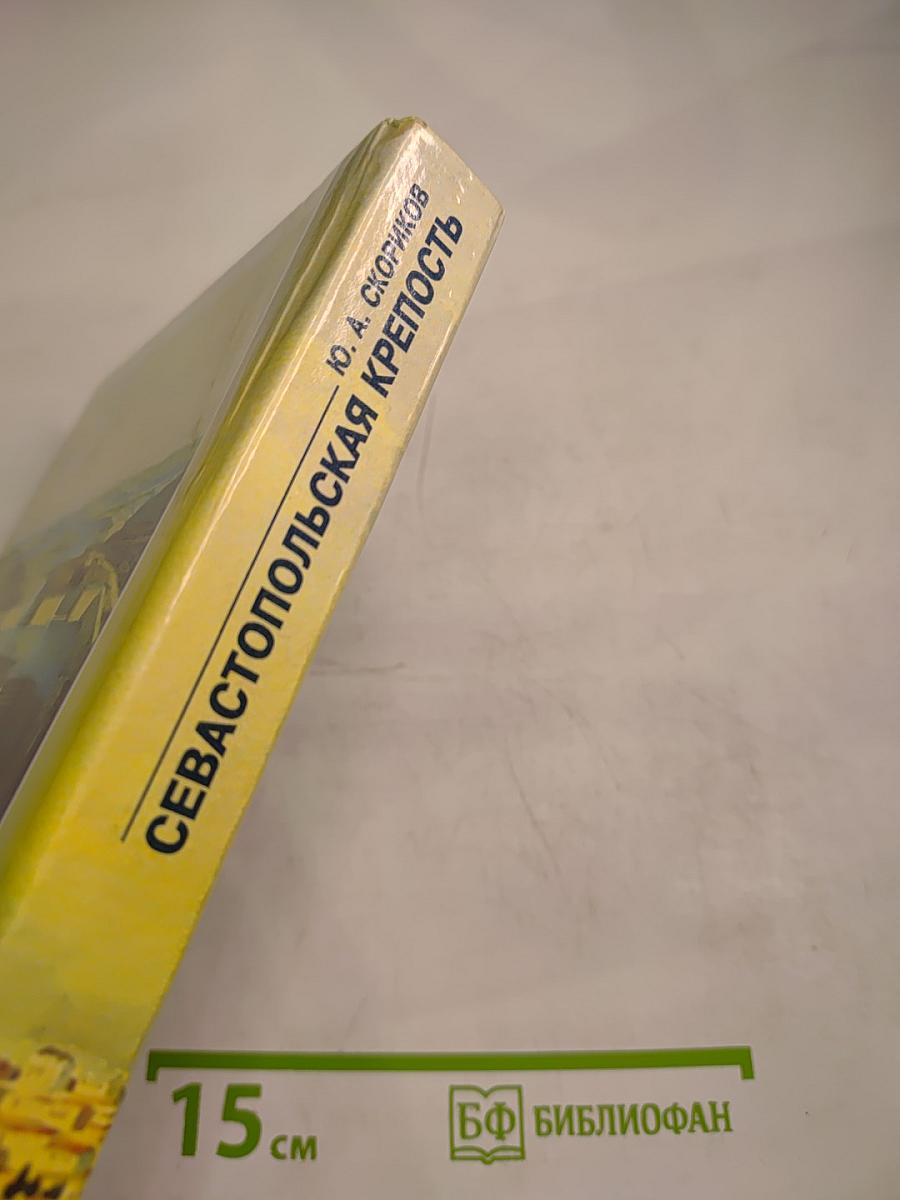 Ю. А. СКОРИКОВ
СЕВАСТОПОЛЬСКАЯ КРЕПОСТЬ
15 см
БФ БИБЛИОФАН